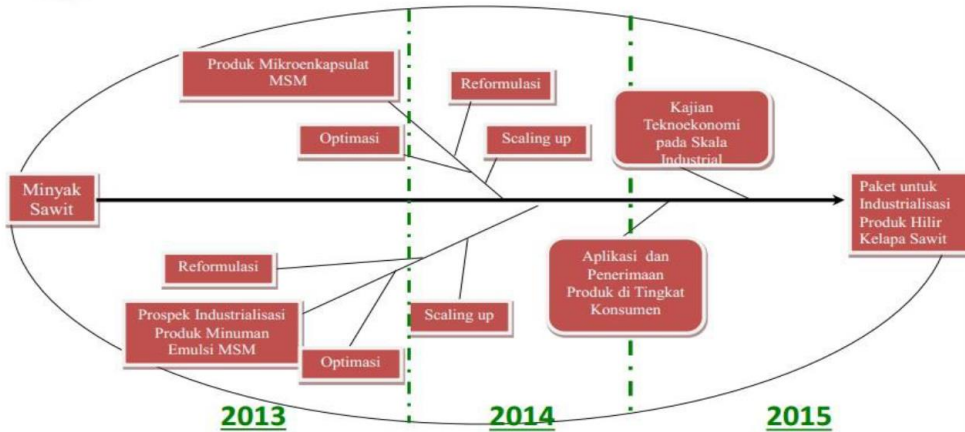 Produk Mikroenkapsulat
MSM
Reformulasi
Optimasi
Scaling up
Kajian
Teknoekonomi
pada Skala
Industrial
Minyak
Sawit
Paket untuk
Industrialisasi
Produk Hilir
Kelapa Sawit
Reformulasi
Prospek Industrialisasi
Produk Minuman
Emulsi MSM
Optimasi
Scaling up
Aplikasi dan
Penerimaan
Produk di Tingkat
Konsumen
2013
2014
2015